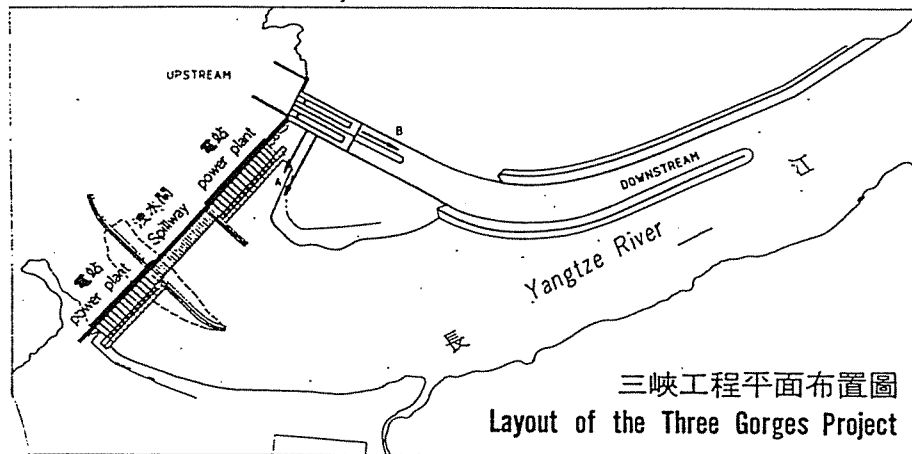 UPSTREAM
電站
power plant
B
A
洩水閘
Spillway
電站
power plant
DOWNSTREAM
江
Yangtze River
長
三峽工程平面布置圖
Layout of the Three Gorges Project